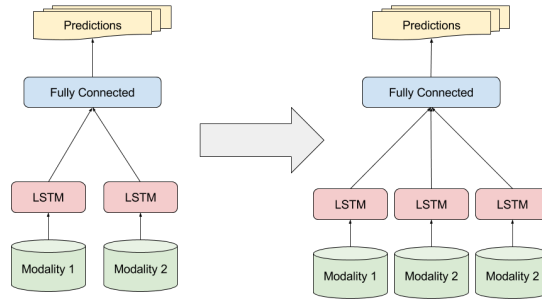 Predictions
Fully Connected
LSTM
LSTM
Modality 1
Modality 2
Predictions
Fully Connected
LSTM
LSTM
LSTM
Modality 1
Modality 2
Modality 2